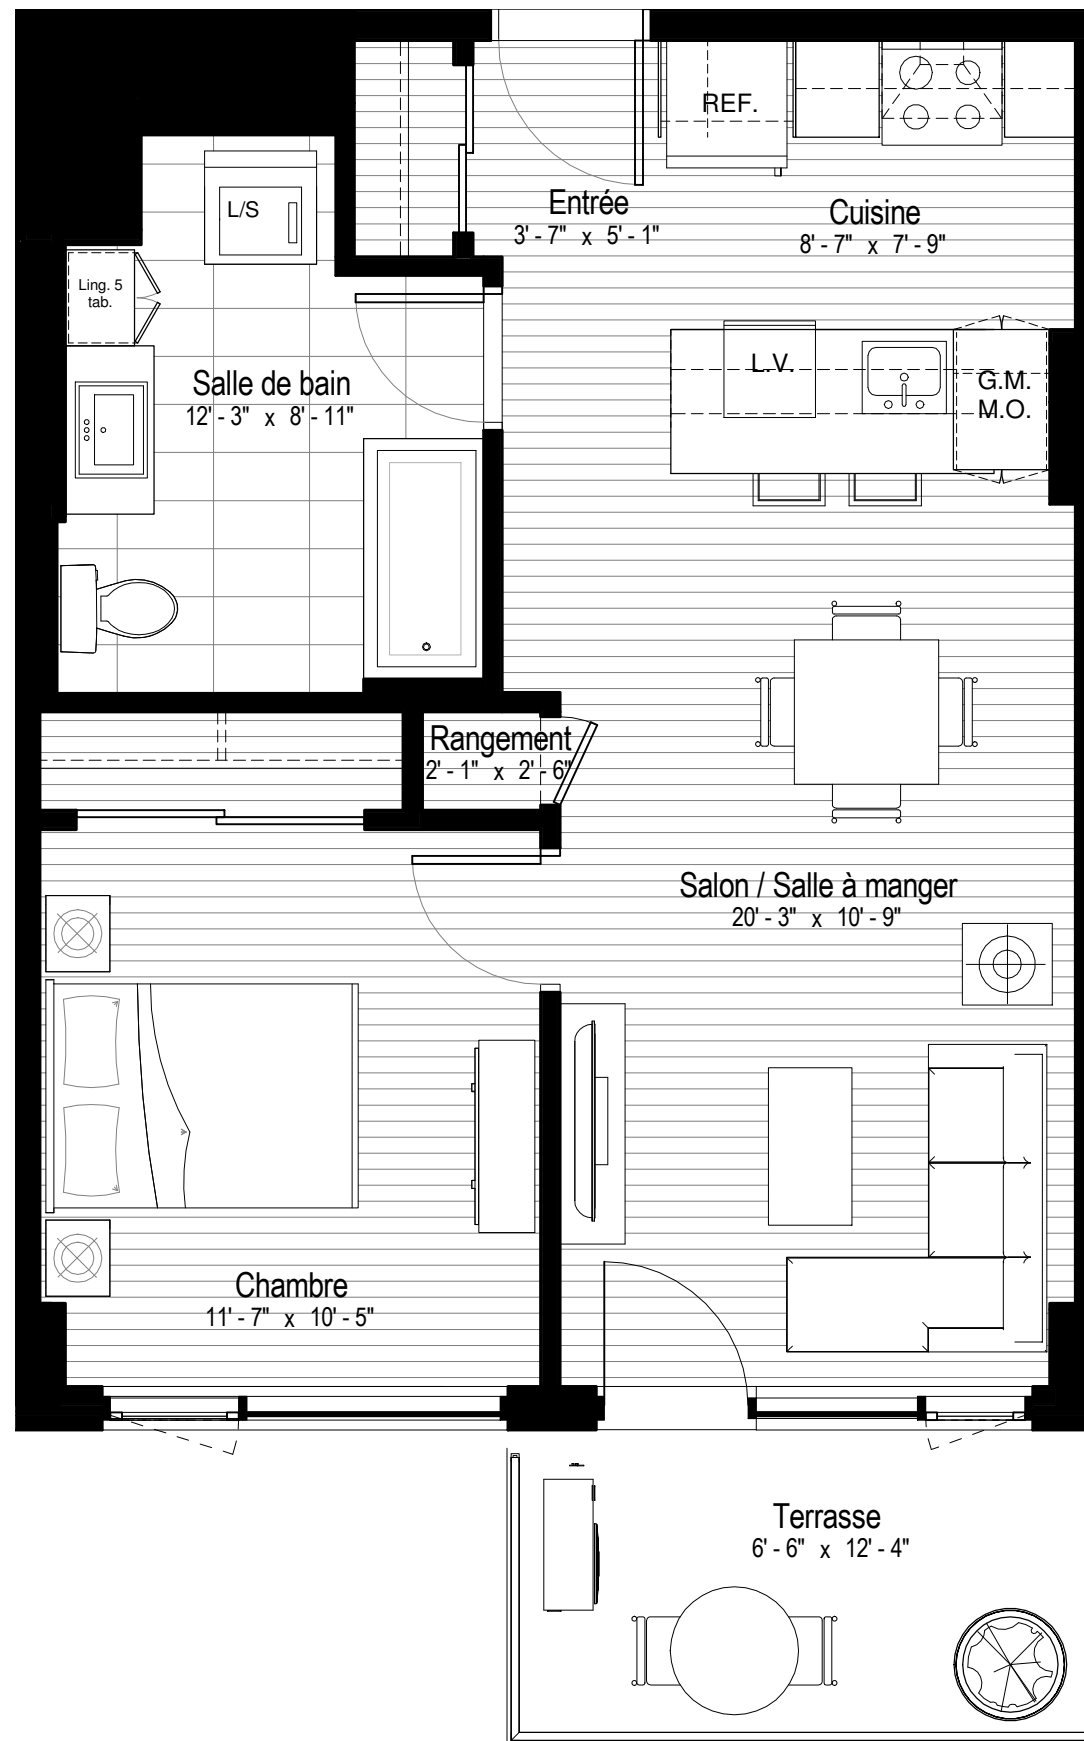 REF.
Entrée
3' - 7" x 5' - 1"
Cuisine
8' - 7" x 7' - 9"
L/S
Ling. 5
tab.
Salle de bain
12' - 3" x 8' - 11"
L.V.
G.M.
M.O.
Rangement
2' - 1" x 2' - 6"
Salon / Salle à manger
20' - 3" x 10' - 9"
Chambre
11' - 7" x 10' - 5"
Terrasse
6' - 6" x 12' - 4"